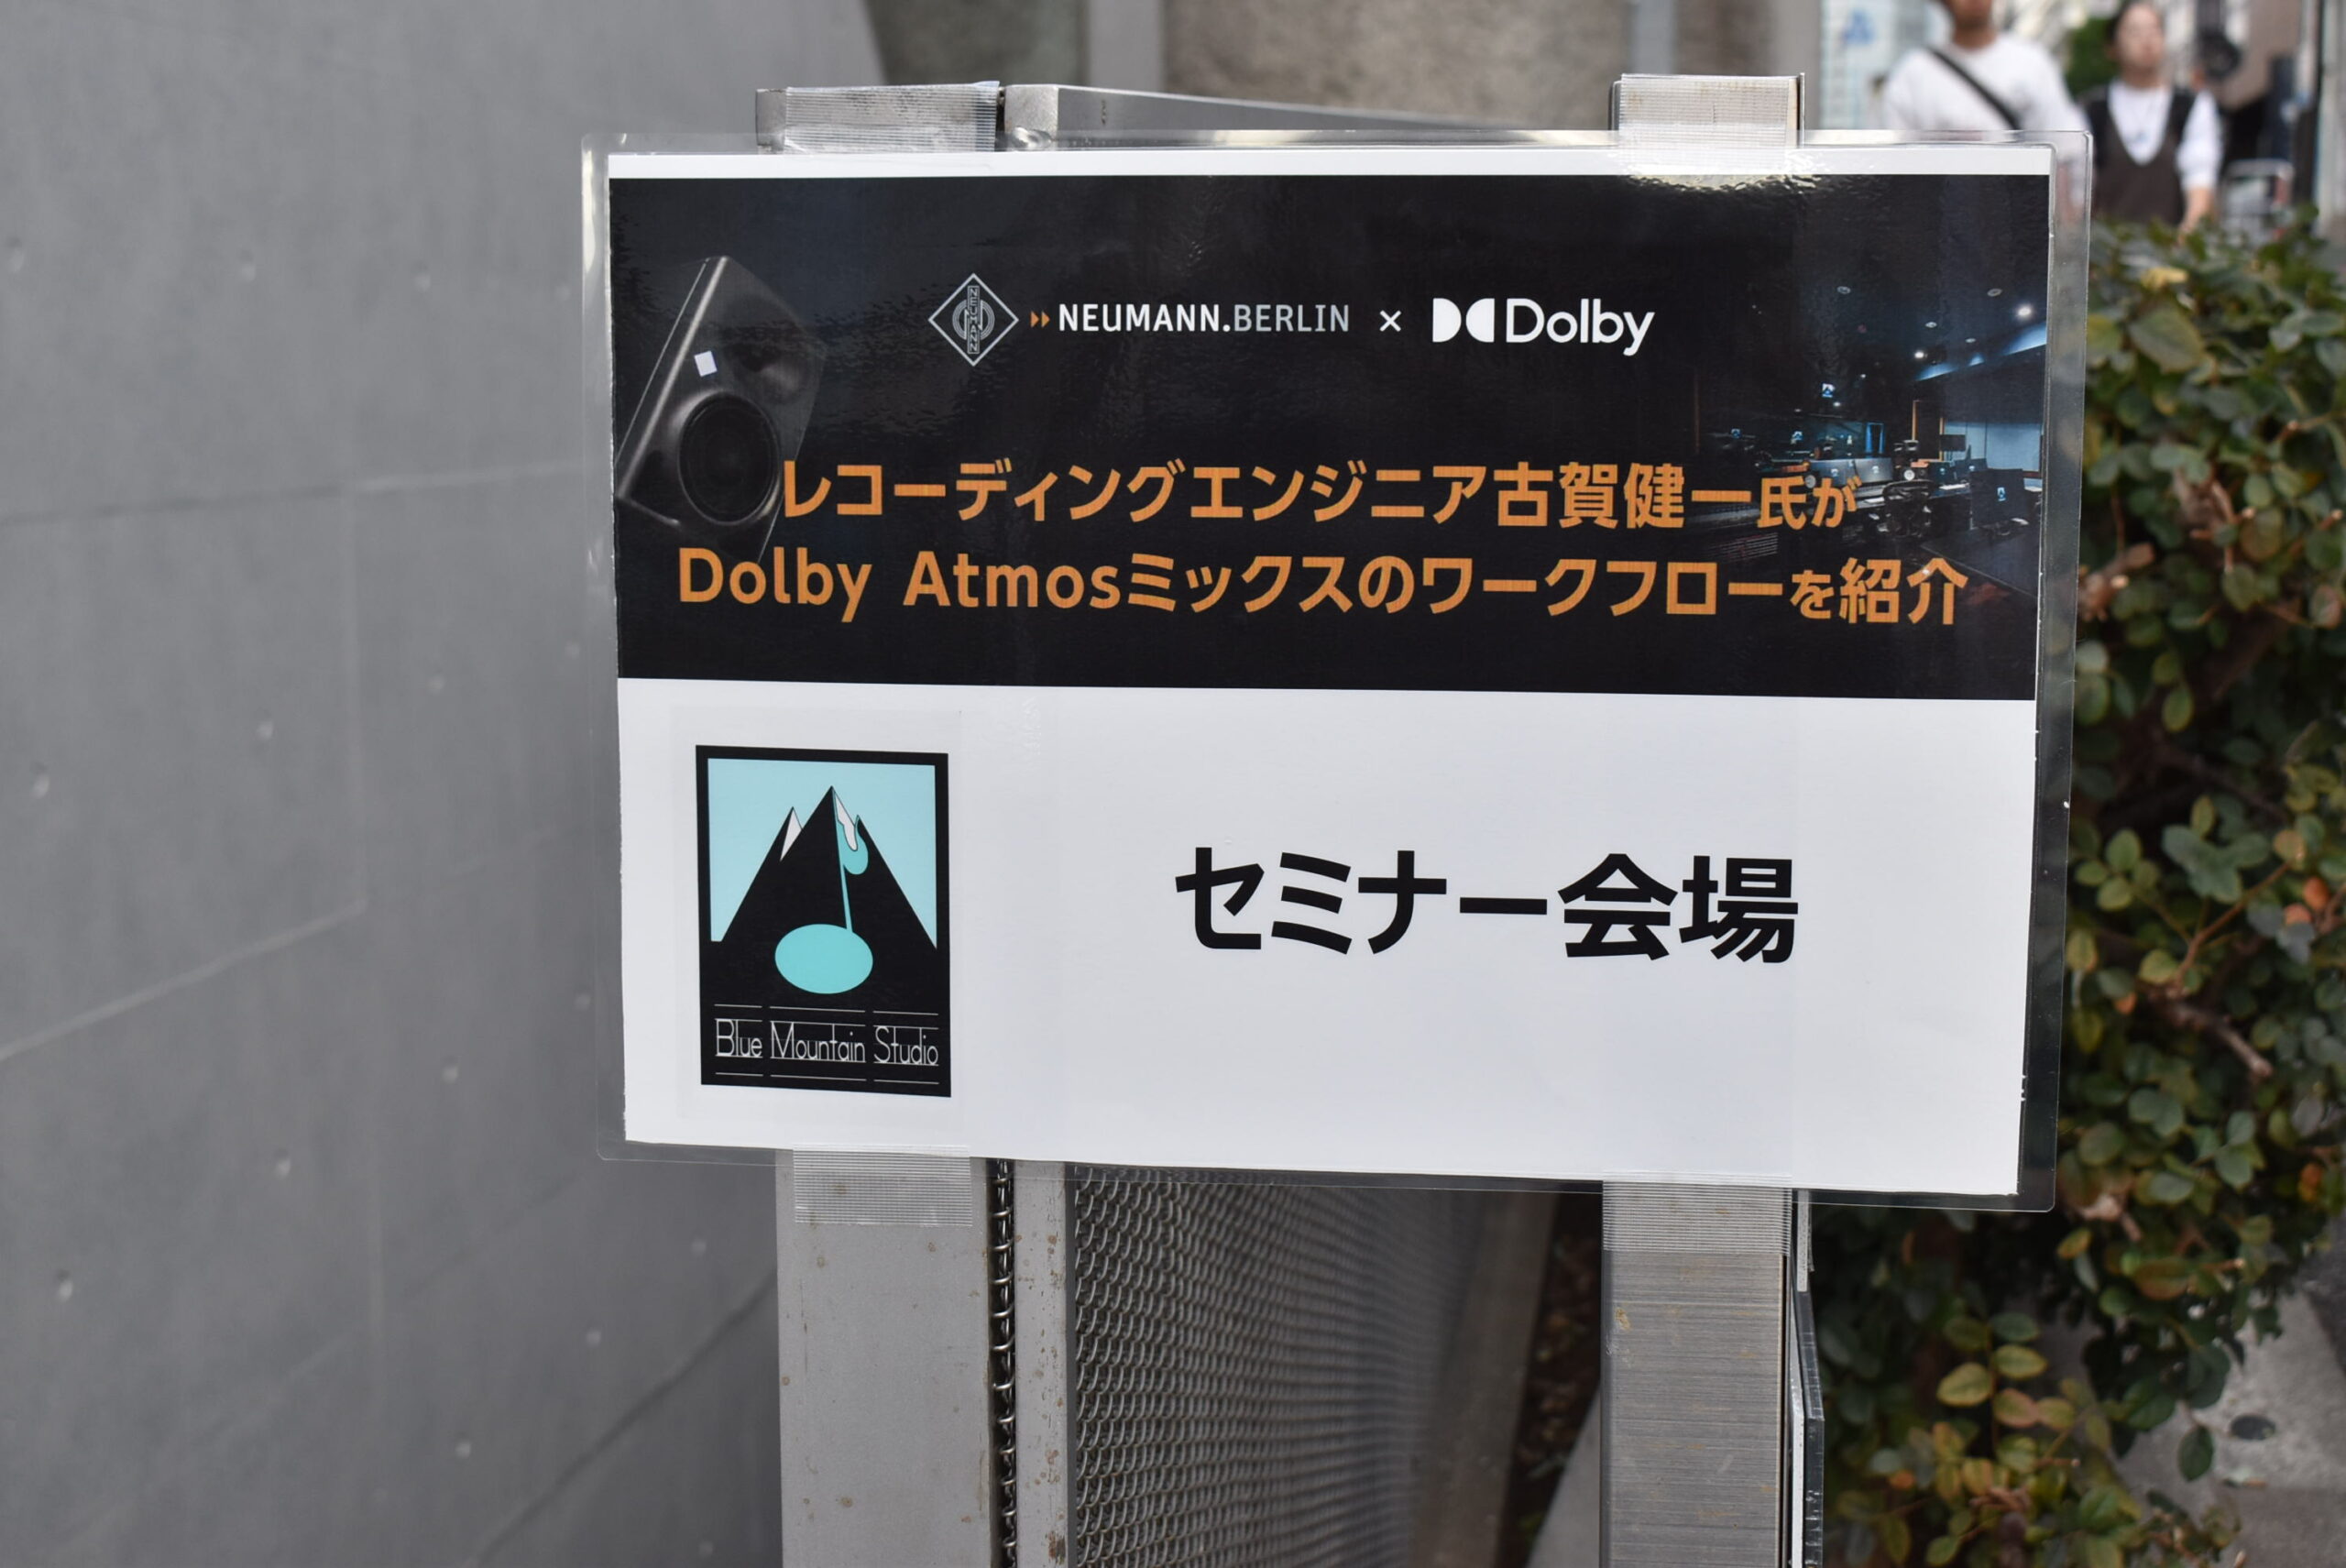 NEUMANN
NEUMANN.BERLIN × Dolby
レコーディングエンジニア古賀健一氏が
Dolby Atmosミックスのワークフローを紹介
セミナー会場
Blue Mountain Studio